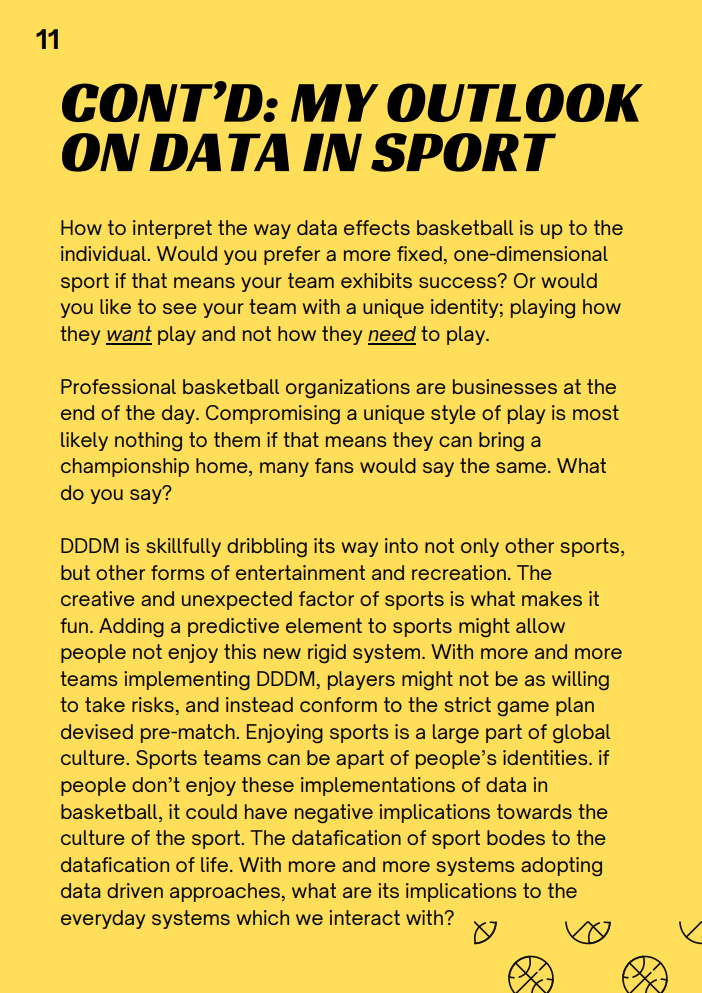 11
CONT'D: MY OUTLOOK
ON DATA IN SPORT
How to interpret the way data effects basketball is up to the
individual. Would you prefer a more fixed, one-dimensional
sport if that means your team exhibits success? Or would
you like to see your team with a unique identity; playing how
they want play and not how they need to play.
Professional basketball organizations are businesses at the
end of the day. Compromising a unique style of play is most
likely nothing to them if that means they can bring a
championship home, many fans would say the same. What
do you say?
DDDM is skillfully dribbling its way into not only other sports,
but other forms of entertainment and recreation. The
creative and unexpected factor of sports is what makes it
fun. Adding a predictive element to sports might allow
people not enjoy this new rigid system. With more and more
teams implementing DDDM, players might not be as willing
to take risks, and instead conform to the strict game plan
devised pre-match. Enjoying sports is a large part of global
culture. Sports teams can be apart of people's identities. if
people don't enjoy these implementations of data in
basketball, it could have negative implications towards the
culture of the sport. The datafication of sport bodes to the
datafication of life. With more and more systems adopting
data driven approaches, what are its implications to the
everyday systems which we interact with?